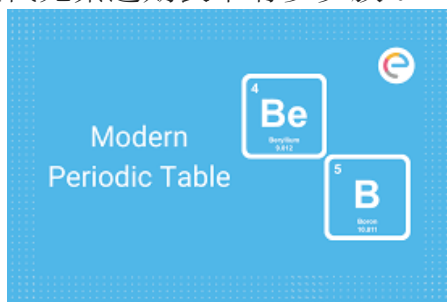 4
Be
Beryllium
9.012
Modern
Periodic Table
5
B
Boron
10.811